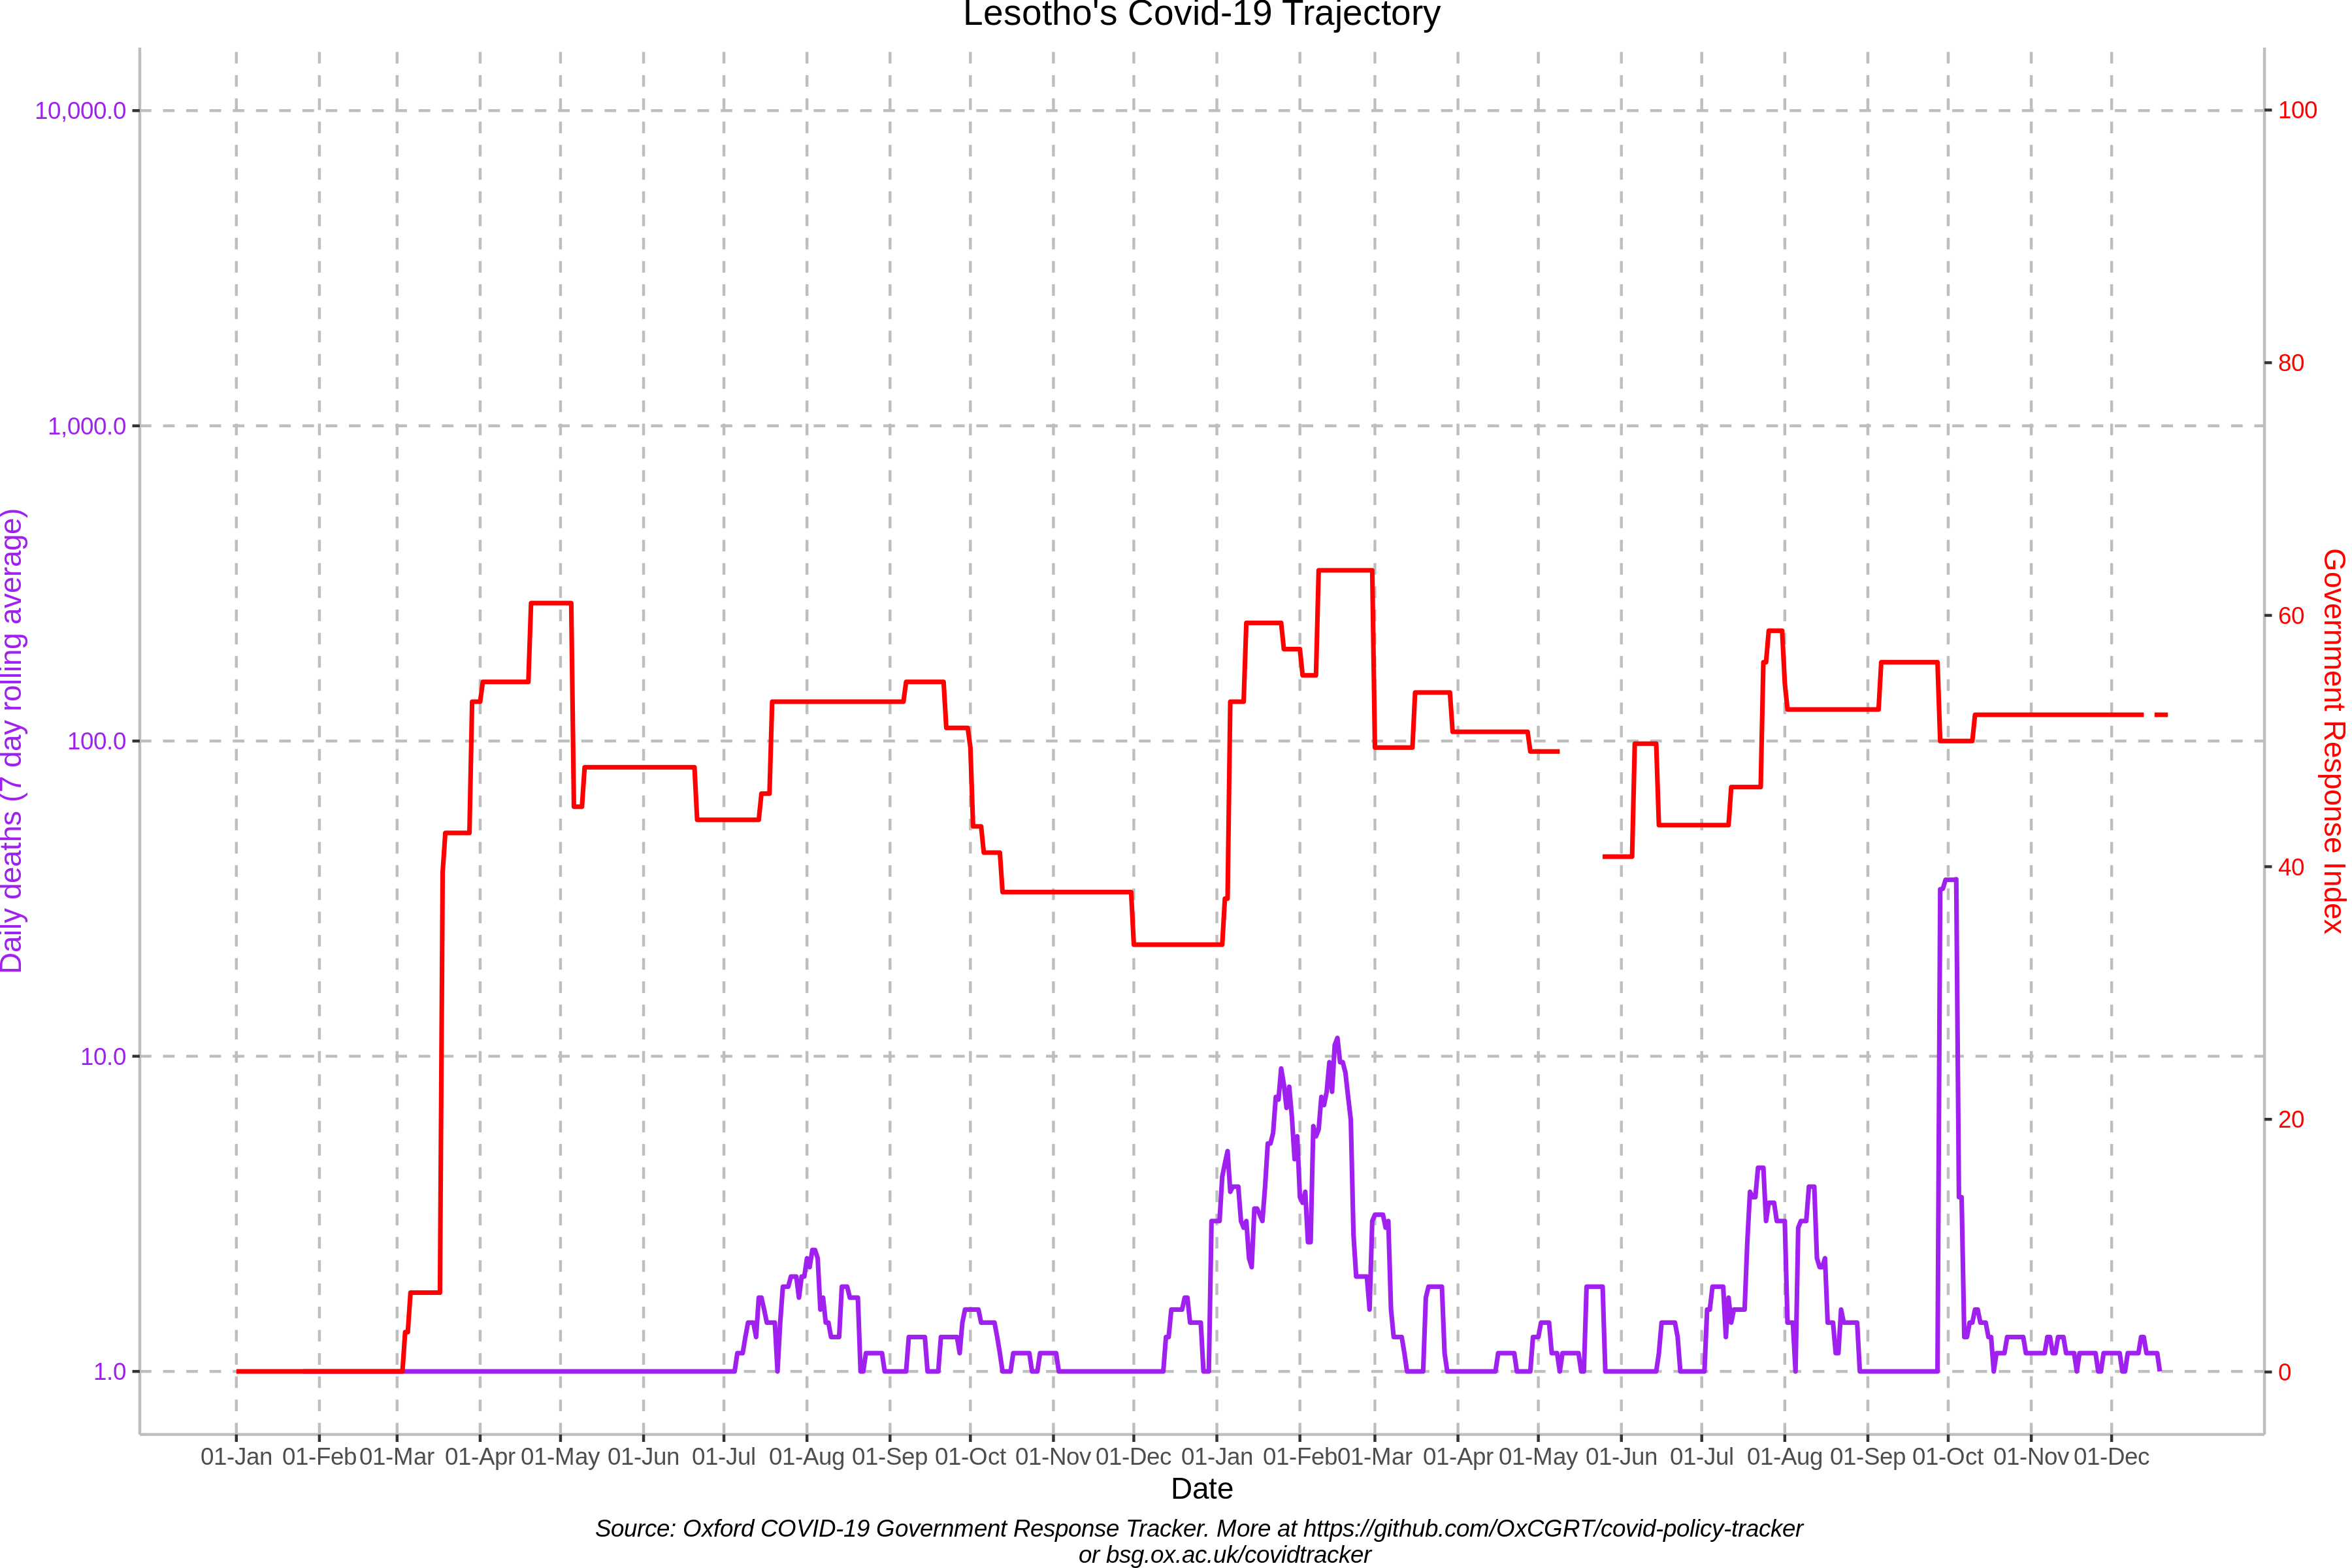 Lesotho's Covid-19 Trajectory
10,000.0
1,000.0
100.0
10.0
1.0
Daily deaths (7 day rolling average)
100
80
60
40
20
0
Government Response Index
01-Jan 01-Feb 01-Mar 01-Apr 01-May 01-Jun 01-Jul 01-Aug 01-Sep 01-Oct 01-Nov 01-Dec 01-Jan 01-Feb 01-Mar 01-Apr 01-May 01-Jun 01-Jul 01-Aug 01-Sep 01-Oct 01-Nov 01-Dec
Date
Source: Oxford COVID-19 Government Response Tracker. More at https://github.com/OxCGRT/covid-policy-tracker
or bsg.ox.ac.uk/covidtracker